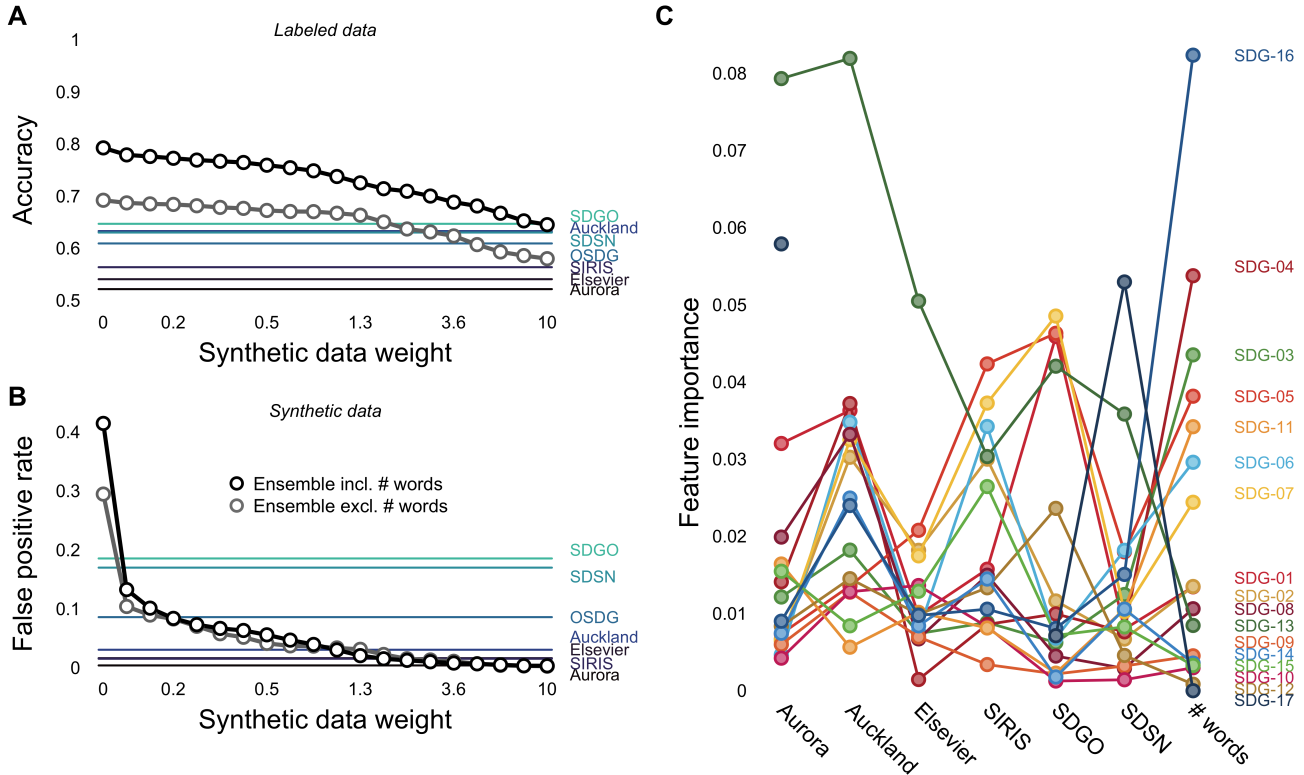 A
Labeled data
Accuracy
1
0.9
0.8
0.7
0.6
0.5
SDGO
Auckland
SDSN
OSDG
SIRIS
Elsevier
Aurora
0
0.2
0.5
1.3
3.6
10
Synthetic data weight
B
Synthetic data
False positive rate
0.4
0.3
0.2
0.1
0
Ensemble incl. # words
Ensemble excl. # words
SDGO
SDSN
OSDG
Auckland
Elsevier
SIRIS
Aurora
0
0.2
0.5
1.3
3.6
10
Synthetic data weight
C
Feature importance
0.08
0.07
0.06
0.05
0.04
0.03
0.02
0.01
0
SDG-16
SDG-04
SDG-03
SDG-05
SDG-11
SDG-06
SDG-07
SDG-01
SDG-02
SDG-08
SDG-13
SDG-09
SDG-14
SDG-15
SDG-10
SDG-12
SDG-17
Aurora
Auckland
Elsevier
SIRIS
SDGO
SDSN
# words